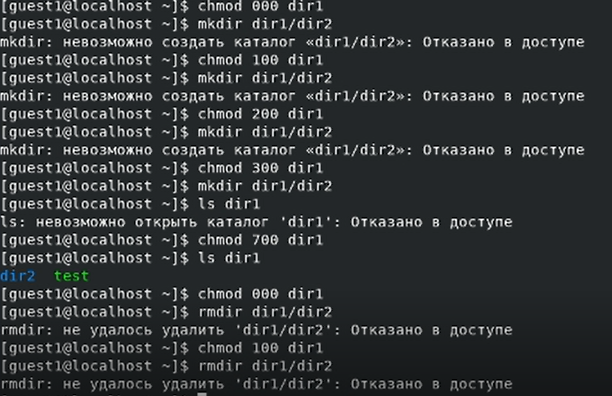 [guest1@localhost ~]$ chmod 000 dir1
[guest1@localhost ~]$ mkdir dir1/dir2
mkdir: невозможно создать каталог «dir1/dir2»: Отказано в доступе
[guest1@localhost ~]$ chmod 100 dir1
[guest1@localhost ~]$ mkdir dir1/dir2
mkdir: невозможно создать каталог «dir1/dir2»: Отказано в доступе
[guest1@localhost ~]$ chmod 200 dir1
[guest1@localhost ~]$ mkdir dir1/dir2
mkdir: невозможно создать каталог «dir1/dir2»: Отказано в доступе
[guest1@localhost ~]$ chmod 300 dir1
[guest1@localhost ~]$ mkdir dir1/dir2
[guest1@localhost ~]$ ls dir1
ls: невозможно открыть каталог 'dir1': Отказано в доступе
[guest1@localhost ~]$ chmod 700 dir1
[guest1@localhost ~]$ ls dir1
dir2  test
[guest1@localhost ~]$ chmod 000 dir1
[guest1@localhost ~]$ rmdir dir1/dir2
rmdir: не удалось удалить 'dir1/dir2': Отказано в доступе
[guest1@localhost ~]$ chmod 100 dir1
[guest1@localhost ~]$ rmdir dir1/dir2
rmdir: не удалось удалить 'dir1/dir2': Отказано в доступе